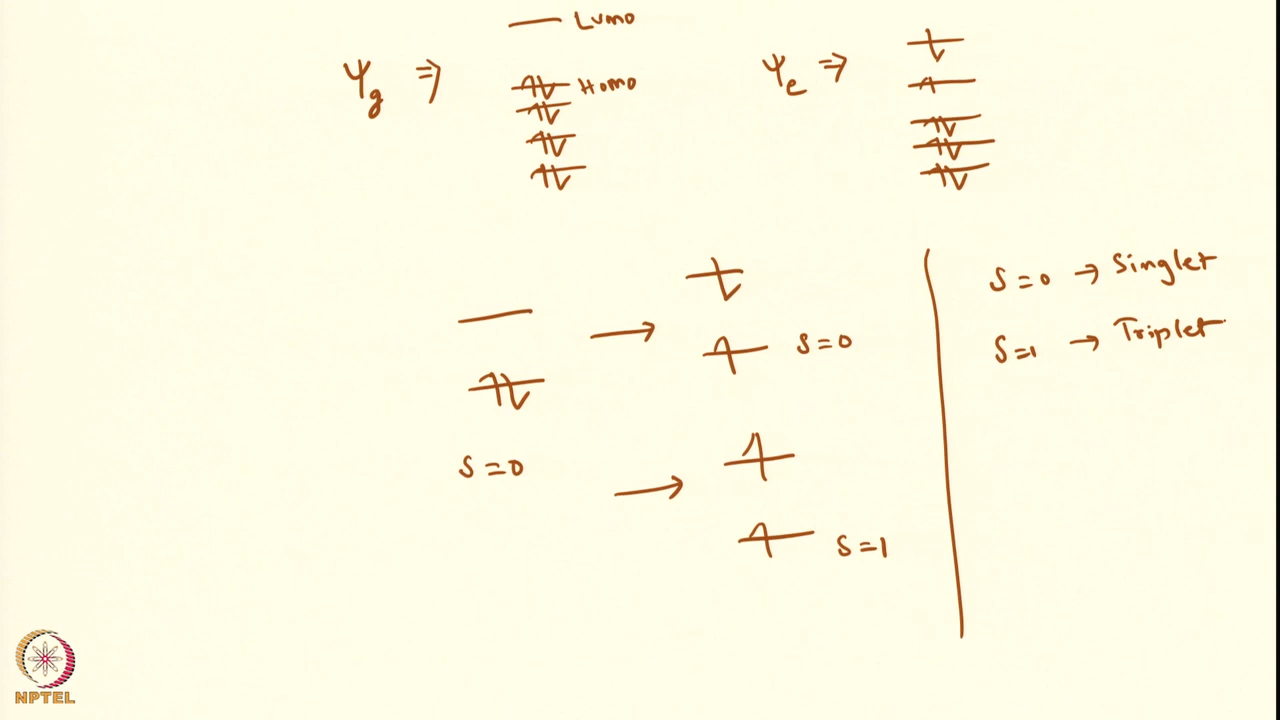 Lumo
ψg ⇒
Homo
ψe ⇒
S=0 → Singlet
S=1 → Triplet
S=0
S=0
S=1
NPTEL